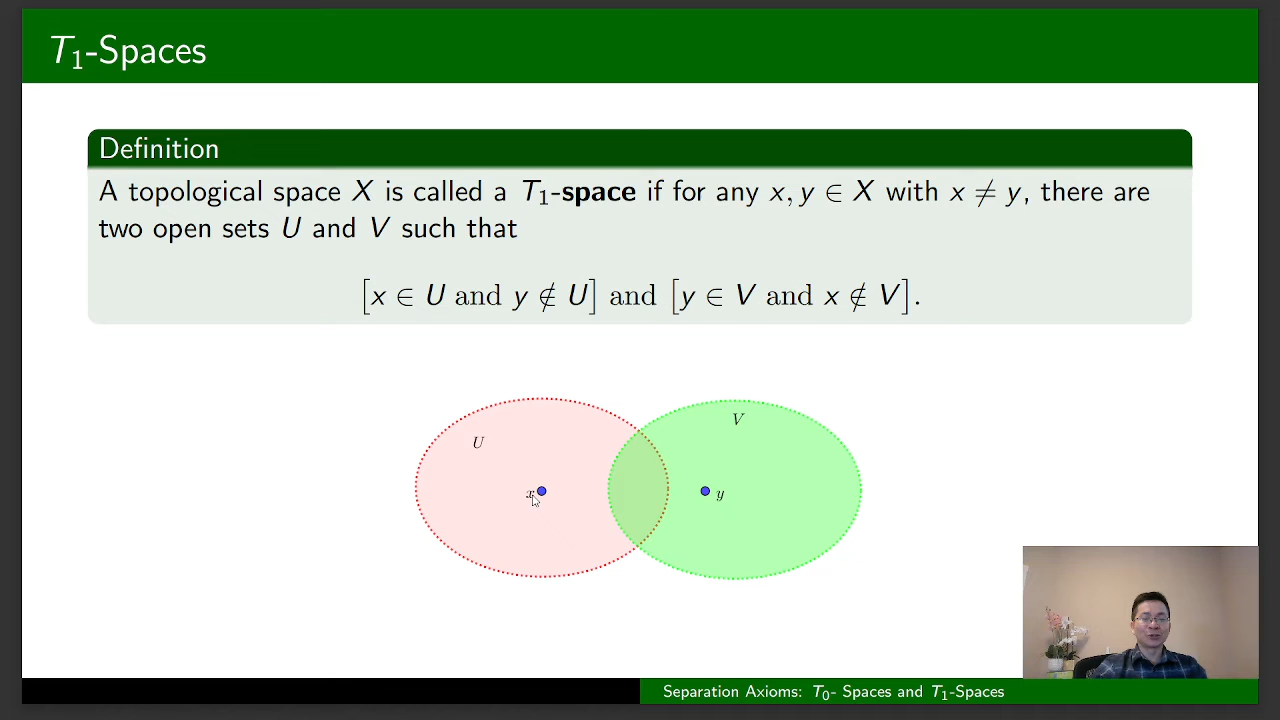 T₁-Spaces
Definition
A topological space X is called a T₁-space if for any x, y ∈ X with x ≠ y, there are
two open sets U and V such that
[x ∈ U and y ∉ U] and [y ∈ V and x ∉ V].
V
U
x
y
Separation Axioms: T₀- Spaces and T₁-Spaces